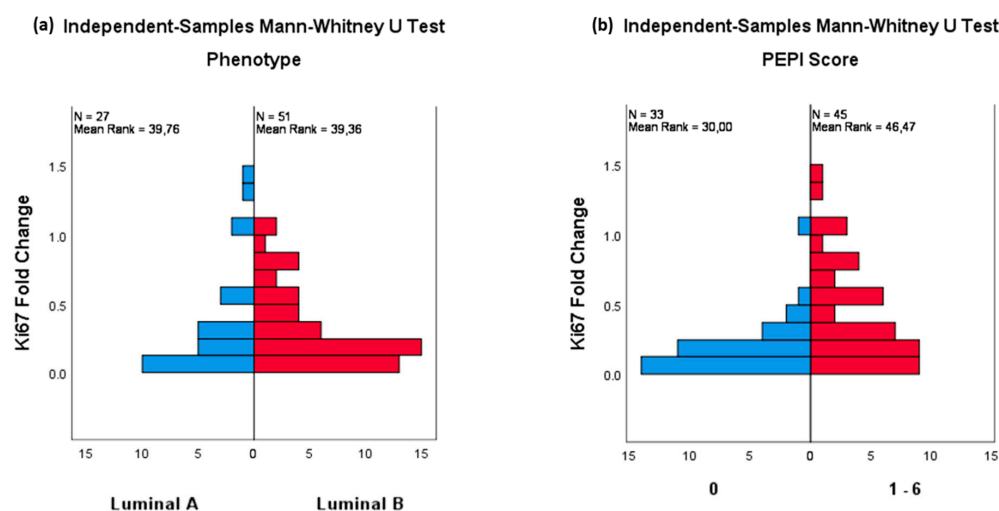 (a) Independent-Samples Mann-Whitney U Test
Phenotype
N = 27
Mean Rank = 39,76
N = 51
Mean Rank = 39,36
Ki67 Fold Change
1.5
1.0
0.5
0.0
15 10 5 0 5 10 15
Luminal A Luminal B
(b) Independent-Samples Mann-Whitney U Test
PEPI Score
N = 33
Mean Rank = 30,00
N = 45
Mean Rank = 46,47
Ki67 Fold Change
1.5
1.0
0.5
0.0
15 10 5 0 5 10 15
0 1 - 6